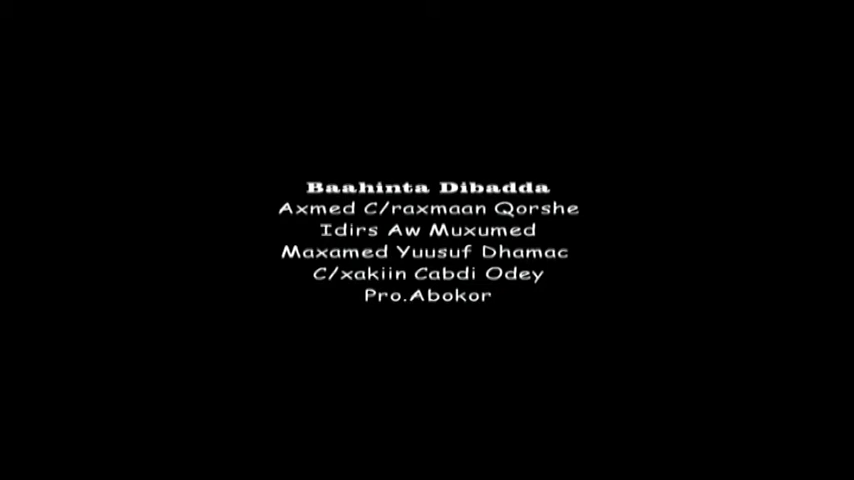 Baahinta Dibadda
Axmed C/raxmaan Qorshe
Idirs Aw Muxumed
Maxamed Yuusuf Dhamac
C/xakiin Cabdi Odey
Pro.Abokor